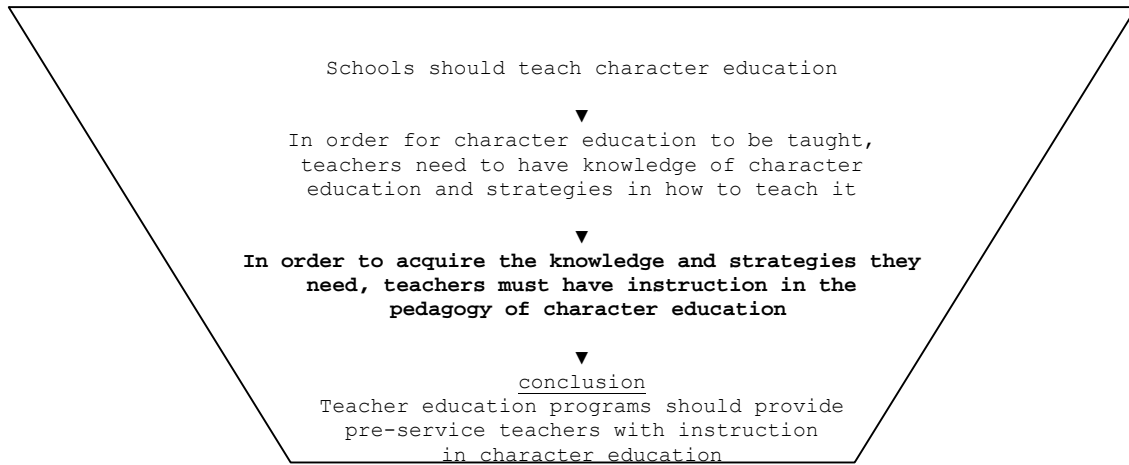 Schools should teach character education
▼
In order for character education to be taught,
teachers need to have knowledge of character
education and strategies in how to teach it
▼
In order to acquire the knowledge and strategies they
need, teachers must have instruction in the
pedagogy of character education
▼
conclusion
Teacher education programs should provide
pre-service teachers with instruction
in character education